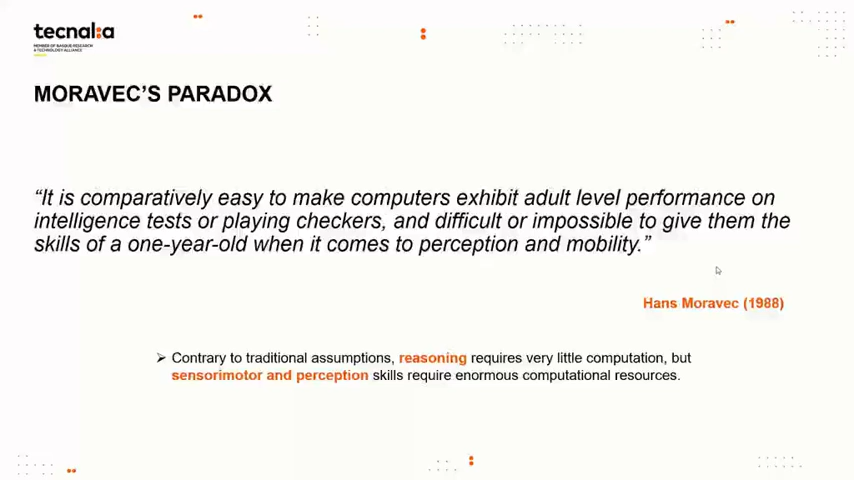 tecnalia
MEMBER OF BASQUE RESEARCH
& TECHNOLOGY ALLIANCE
MORAVEC’S PARADOX
“It is comparatively easy to make computers exhibit adult level performance on
intelligence tests or playing checkers, and difficult or impossible to give them the
skills of a one-year-old when it comes to perception and mobility.”
Hans Moravec (1988)
➢ Contrary to traditional assumptions, reasoning requires very little computation, but
sensorimotor and perception skills require enormous computational resources.